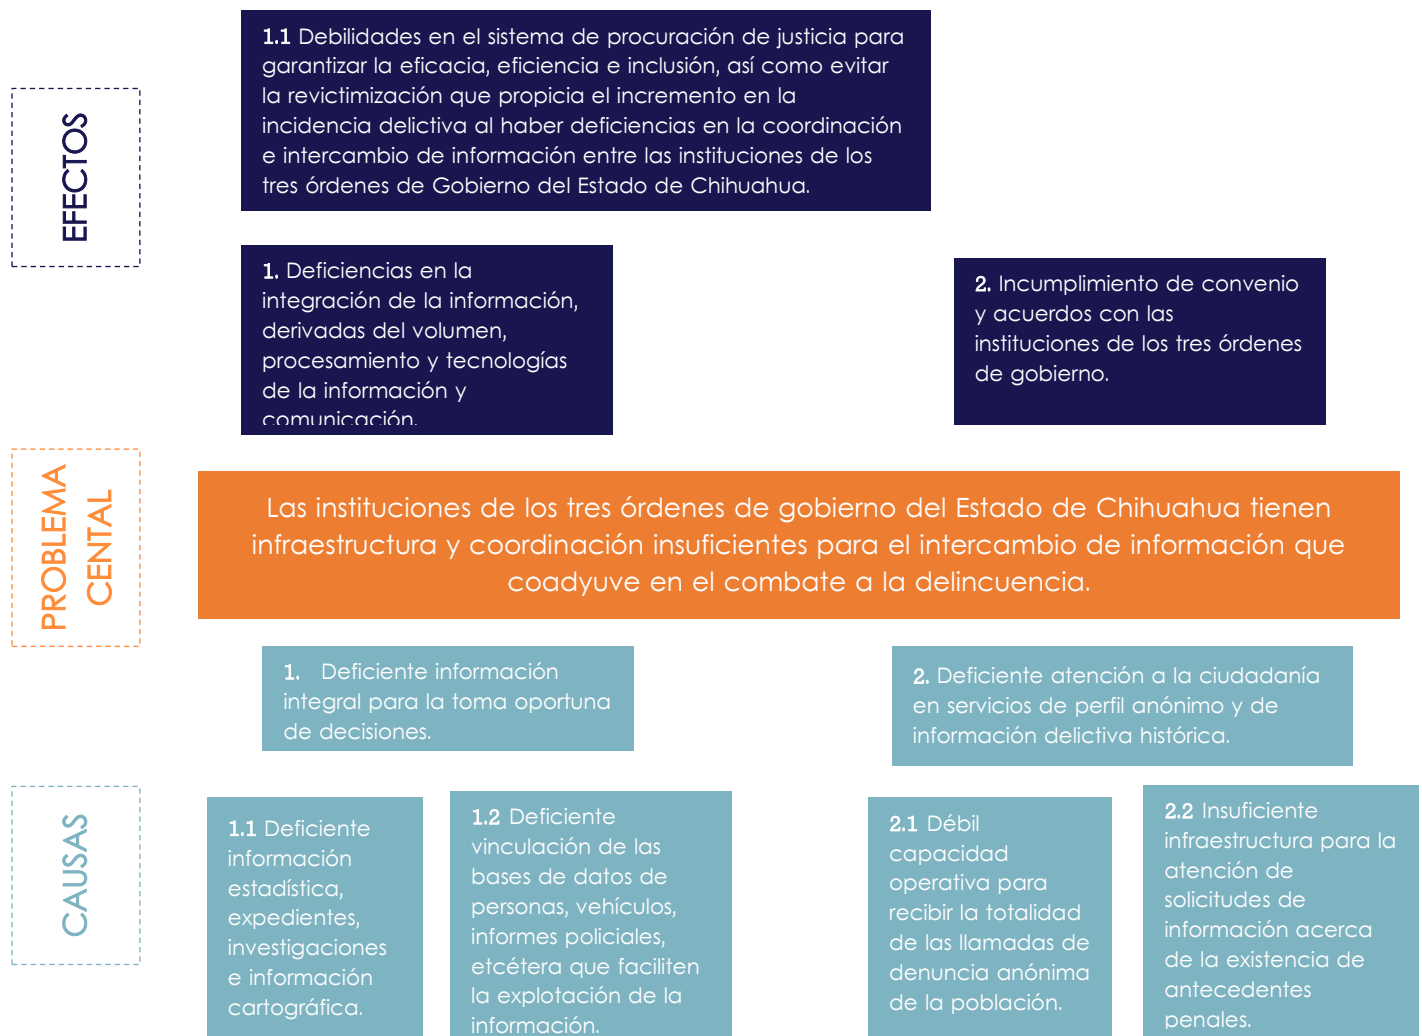 EFECTOS
1.1 Debilidades en el sistema de procuración de justicia para
garantizar la eficacia, eficiencia e inclusión, así como evitar
la revictimización que propicia el incremento en la
incidencia delictiva al haber deficiencias en la coordinación
e intercambio de información entre las instituciones de los
tres órdenes de Gobierno del Estado de Chihuahua.
1. Deficiencias en la
integración de la información,
derivadas del volumen,
procesamiento y tecnologías
de la información y
comunicación.
2. Incumplimiento de convenio
y acuerdos con las
instituciones de los tres órdenes
de gobierno.
PROBLEMA
CENTAL
Las instituciones de los tres órdenes de gobierno del Estado de Chihuahua tienen
infraestructura y coordinación insuficientes para el intercambio de información que
coadyuve en el combate a la delincuencia.
1. Deficiente información
integral para la toma oportuna
de decisiones.
2. Deficiente atención a la ciudadanía
en servicios de perfil anónimo y de
información delictiva histórica.
CAUSAS
1.1 Deficiente
información
estadística,
expedientes,
investigaciones
e información
cartográfica.
1.2 Deficiente
vinculación de las
bases de datos de
personas, vehículos,
informes policiales,
etcétera que faciliten
la explotación de la
información.
2.1 Débil
capacidad
operativa para
recibir la totalidad
de las llamadas de
denuncia anónima
de la población.
2.2 Insuficiente
infraestructura para la
atención de
solicitudes de
información acerca
de la existencia de
antecedentes
penales.